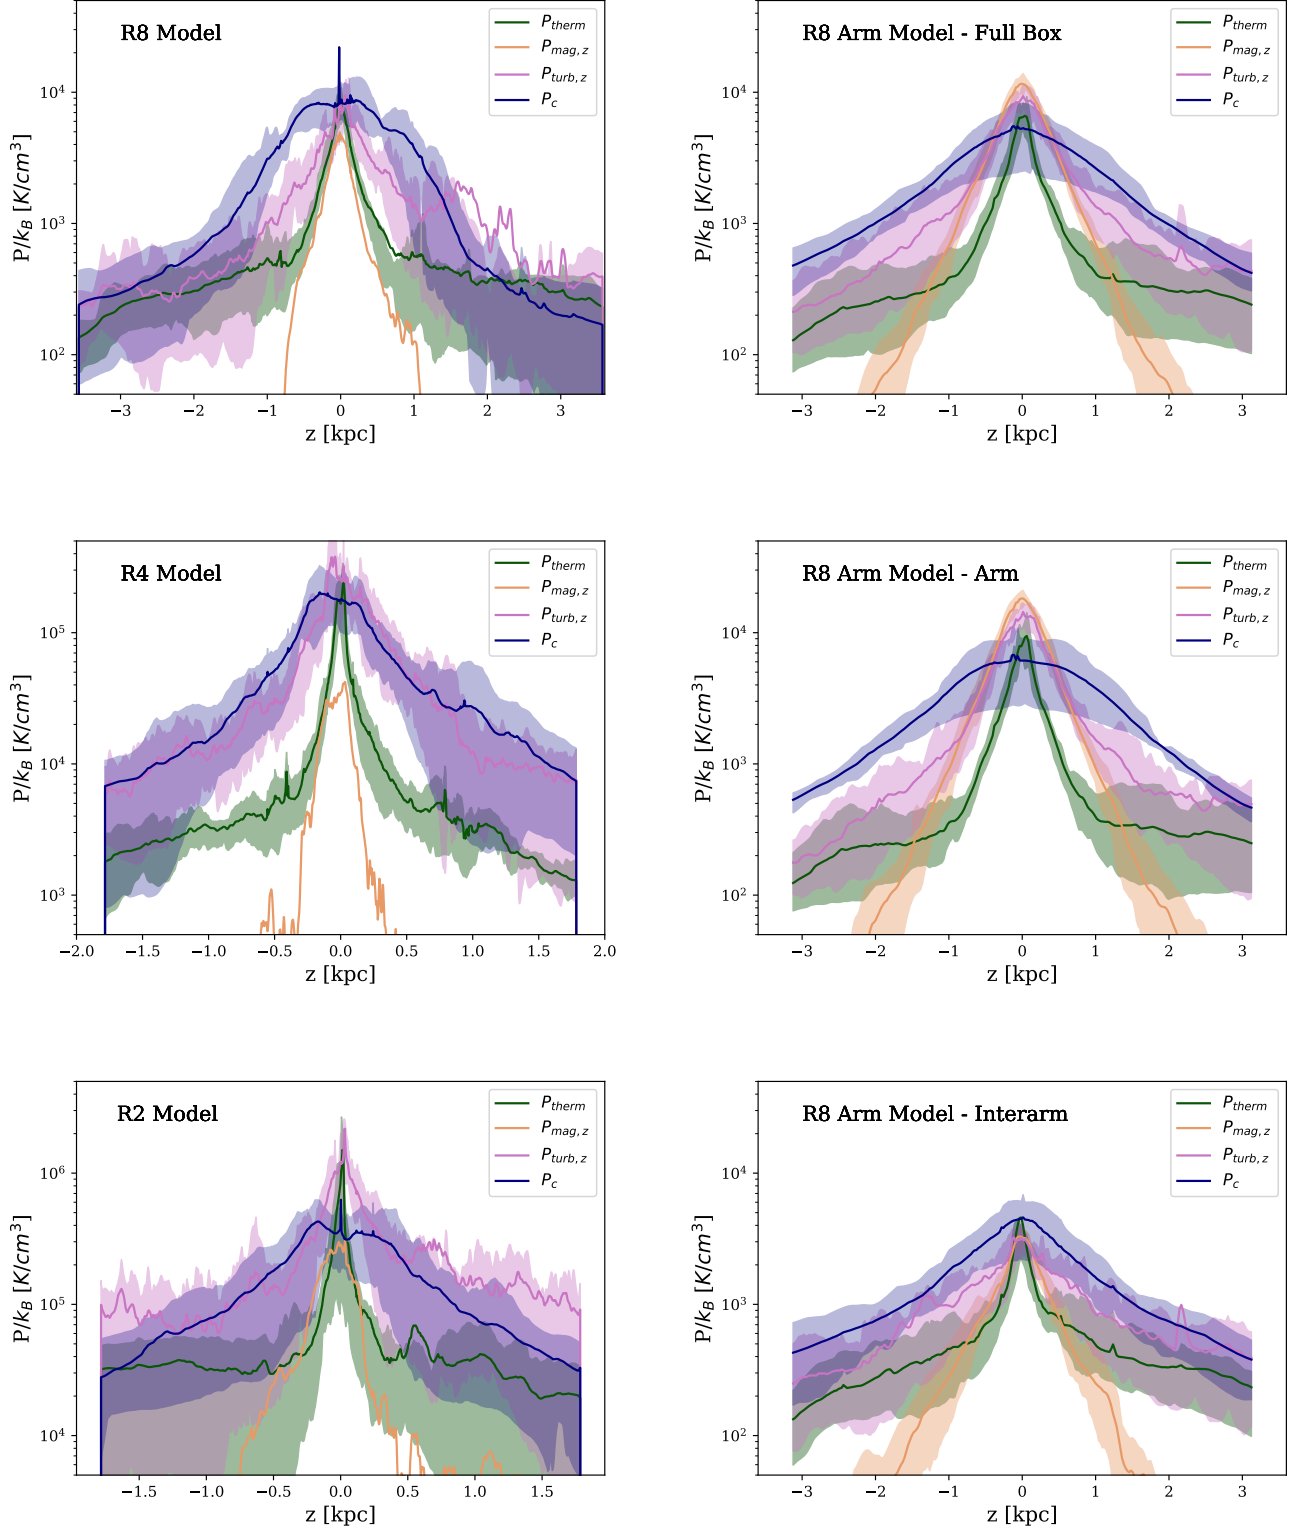 R8 Model
P_therm
P_mag,z
P_turb,z
P_c
P/k_B [K/cm^3]
10^4
10^3
10^2
−3 −2 −1 0 1 2 3
z [kpc]
R8 Arm Model - Full Box
P_therm
P_mag,z
P_turb,z
P_c
P/k_B [K/cm^3]
10^4
10^3
10^2
−3 −2 −1 0 1 2 3
z [kpc]
R4 Model
P_therm
P_mag,z
P_turb,z
P_c
P/k_B [K/cm^3]
10^5
10^4
10^3
−2.0 −1.5 −1.0 −0.5 0.0 0.5 1.0 1.5 2.0
z [kpc]
R8 Arm Model - Arm
P_therm
P_mag,z
P_turb,z
P_c
P/k_B [K/cm^3]
10^4
10^3
10^2
−3 −2 −1 0 1 2 3
z [kpc]
R2 Model
P_therm
P_mag,z
P_turb,z
P_c
P/k_B [K/cm^3]
10^6
10^5
10^4
−1.5 −1.0 −0.5 0.0 0.5 1.0 1.5
z [kpc]
R8 Arm Model - Interarm
P_therm
P_mag,z
P_turb,z
P_c
P/k_B [K/cm^3]
10^4
10^3
10^2
−3 −2 −1 0 1 2 3
z [kpc]